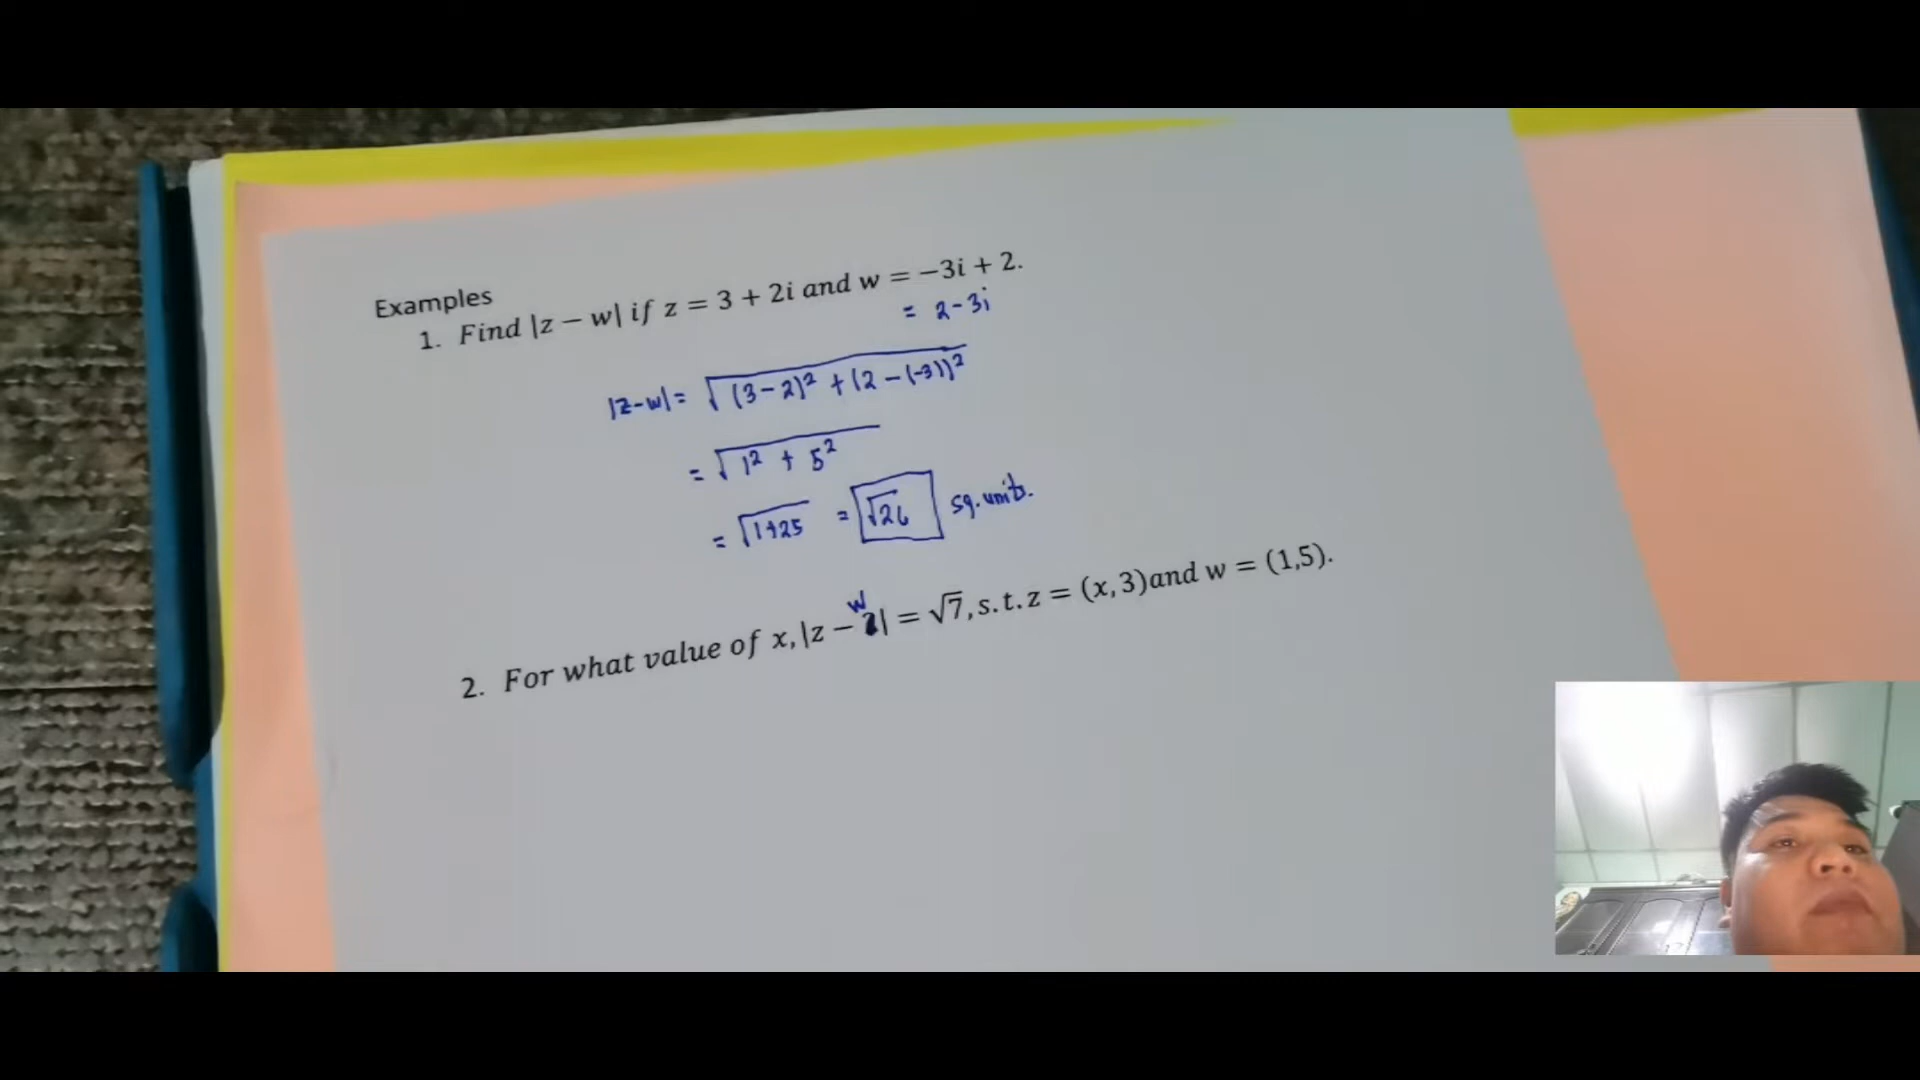 Examples
1. Find |z − w| if z = 3 + 2i and w = −3i + 2.
= 2 - 3i
|z-w| = √(3-2)² + (2-(-3))²
= √1² + 5²
= √1+25 = √26 sq. units.
w
2. For what value of x, |z − | = √7, s. t. z = (x, 3) and w = (1,5).